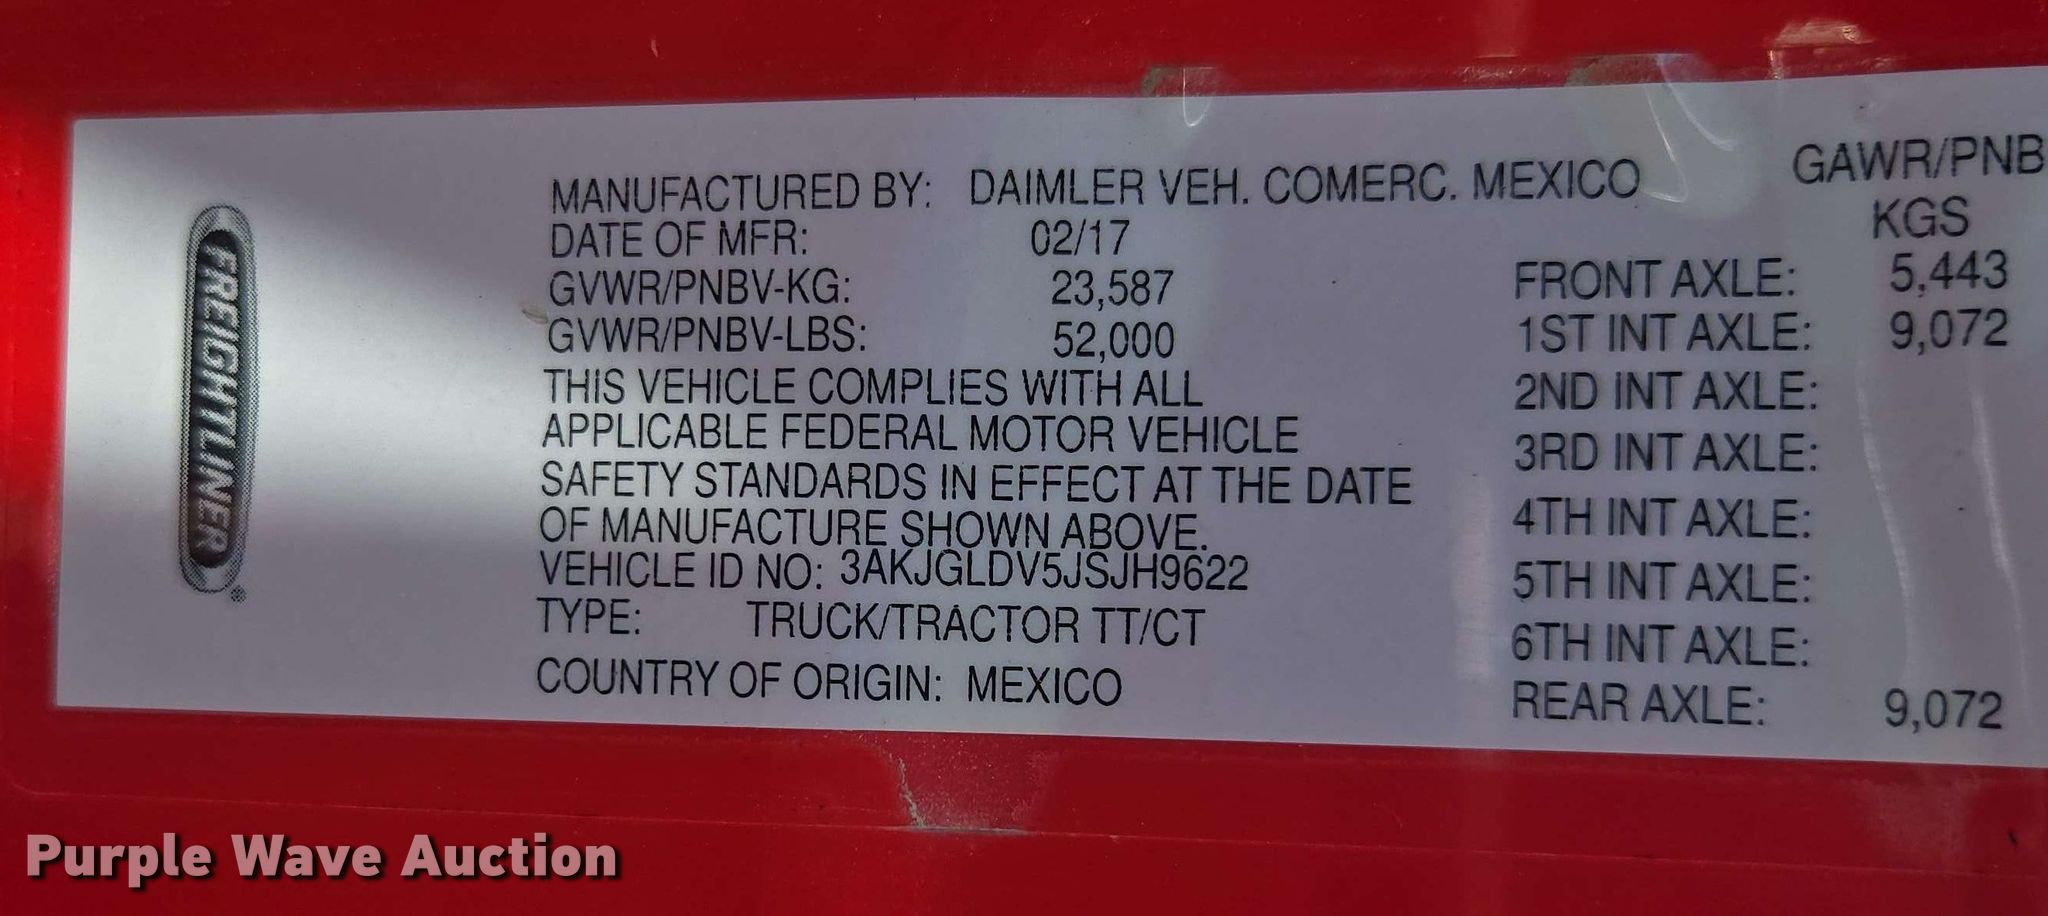 FREIGHTLINER
®
MANUFACTURED BY: DAIMLER VEH. COMERC. MEXICO
DATE OF MFR: 02/17
GVWR/PNBV-KG: 23,587
GVWR/PNBV-LBS: 52,000
THIS VEHICLE COMPLIES WITH ALL
APPLICABLE FEDERAL MOTOR VEHICLE
SAFETY STANDARDS IN EFFECT AT THE DATE
OF MANUFACTURE SHOWN ABOVE.
VEHICLE ID NO: 3AKJGLDV5JSJH9622
TYPE: TRUCK/TRACTOR TT/CT
COUNTRY OF ORIGIN: MEXICO
GAWR/PNB
KGS
FRONT AXLE: 5,443
1ST INT AXLE: 9,072
2ND INT AXLE:
3RD INT AXLE:
4TH INT AXLE:
5TH INT AXLE:
6TH INT AXLE:
REAR AXLE: 9,072
Purple Wave Auction